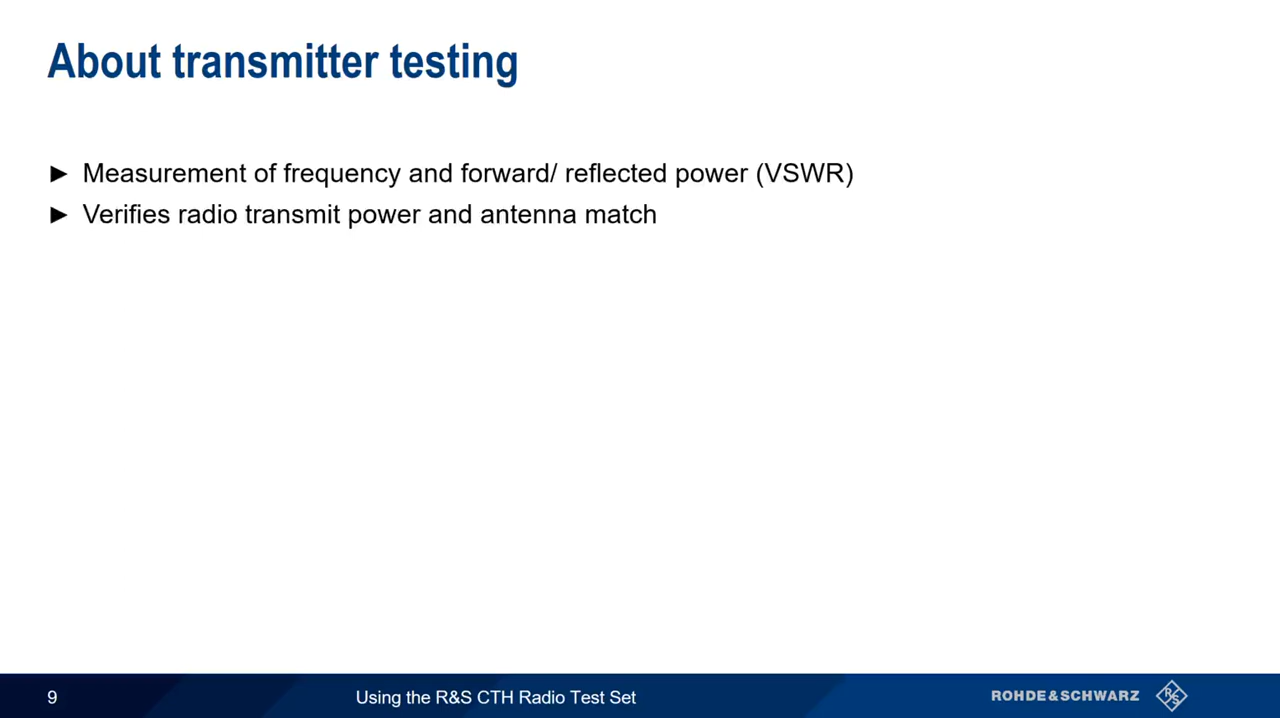 About transmitter testing
► Measurement of frequency and forward/ reflected power (VSWR)
► Verifies radio transmit power and antenna match
9
Using the R&S CTH Radio Test Set
ROHDE&SCHWARZ
R&S